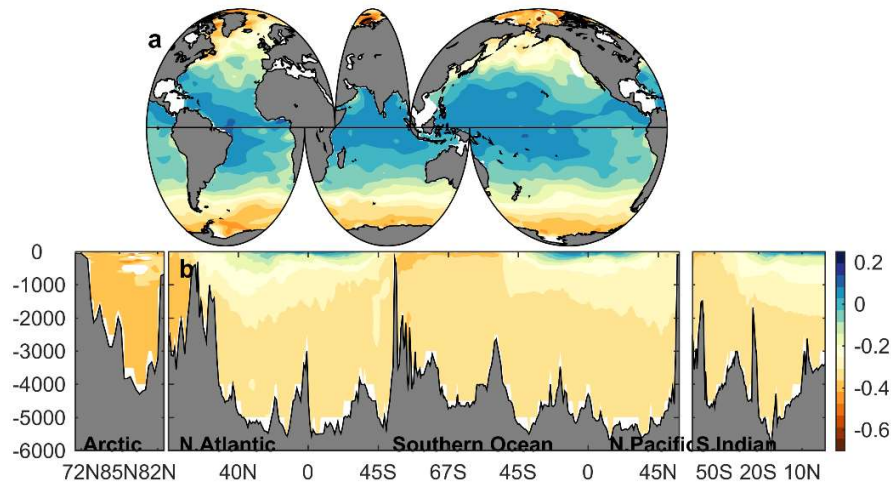 a
b
0
-1000
-2000
-3000
-4000
-5000
-6000
Arctic
N.Atlantic
Southern Ocean
N.Pacific
S.Indian
72N
85N
82N
40N
0
45S
67S
45S
0
45N
50S
20S
10N
0.2
0
-0.2
-0.4
-0.6